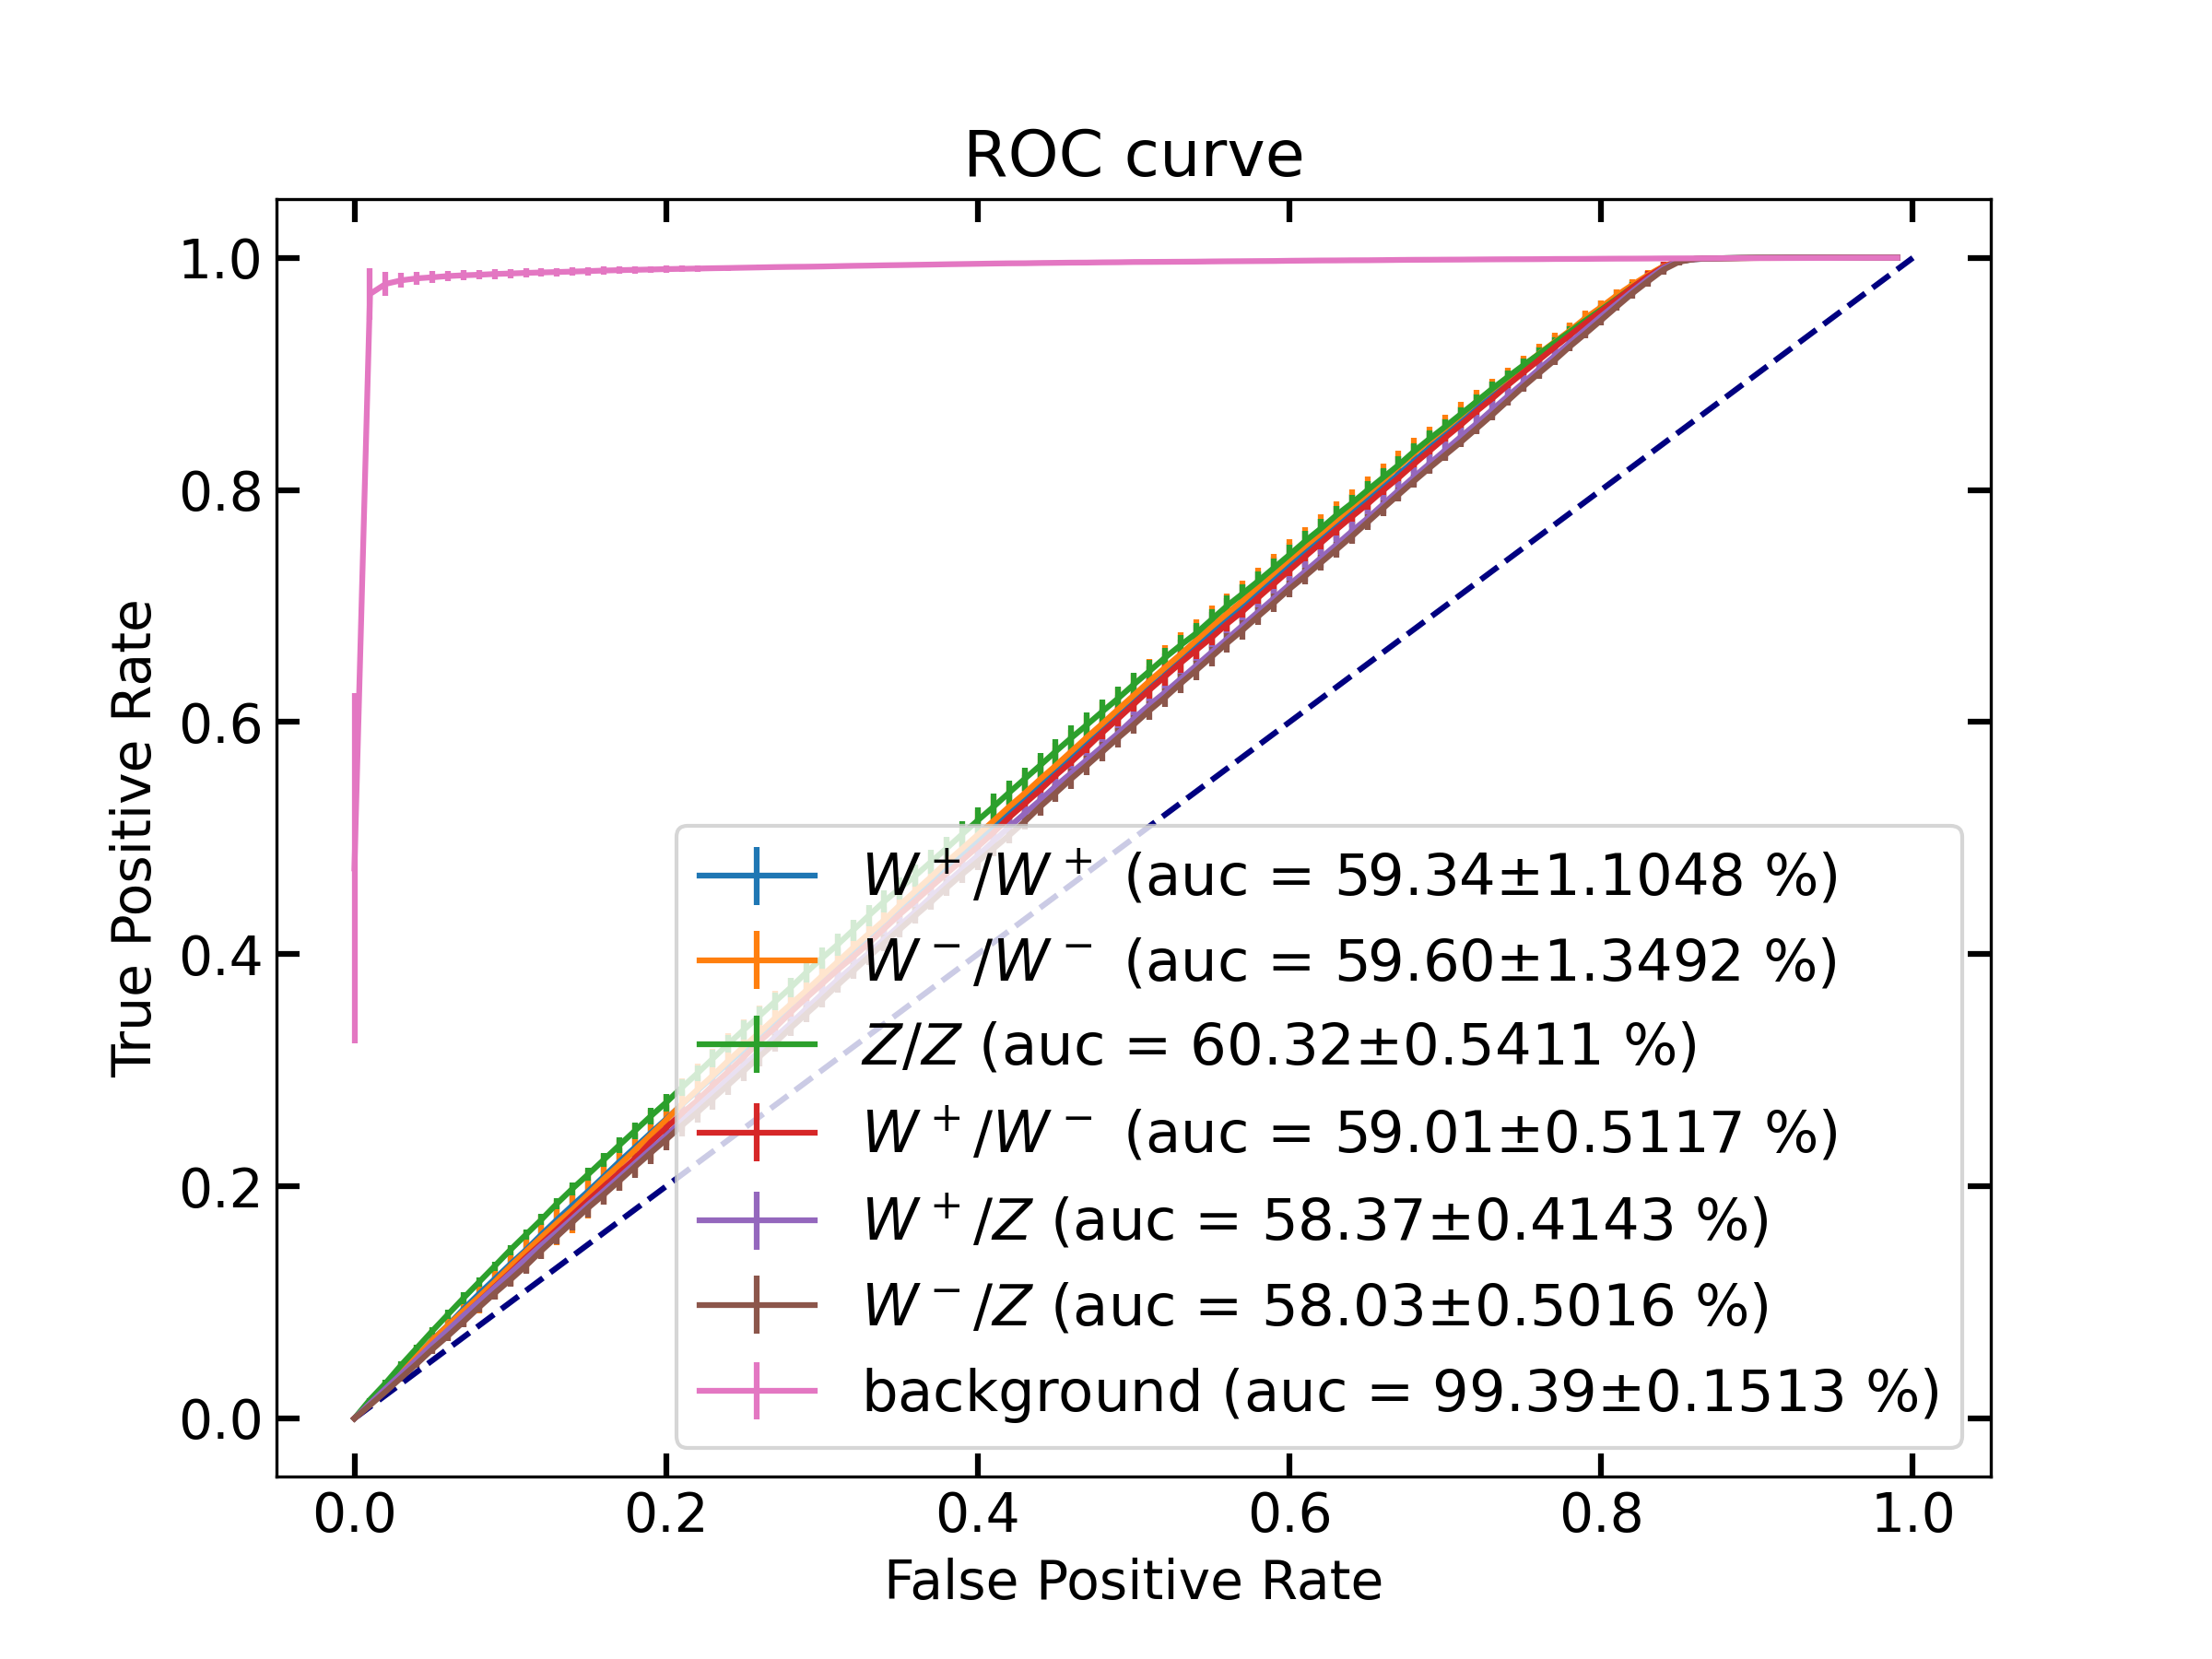 ROC curve
1.0
0.8
0.6
0.4
0.2
0.0
True Positive Rate
W⁺/W⁺ (auc = 59.34±1.1048 %)
W⁻/W⁻ (auc = 59.60±1.3492 %)
Z/Z (auc = 60.32±0.5411 %)
W⁺/W⁻ (auc = 59.01±0.5117 %)
W⁺/Z (auc = 58.37±0.4143 %)
W⁻/Z (auc = 58.03±0.5016 %)
background (auc = 99.39±0.1513 %)
0.0 0.2 0.4 0.6 0.8 1.0
False Positive Rate